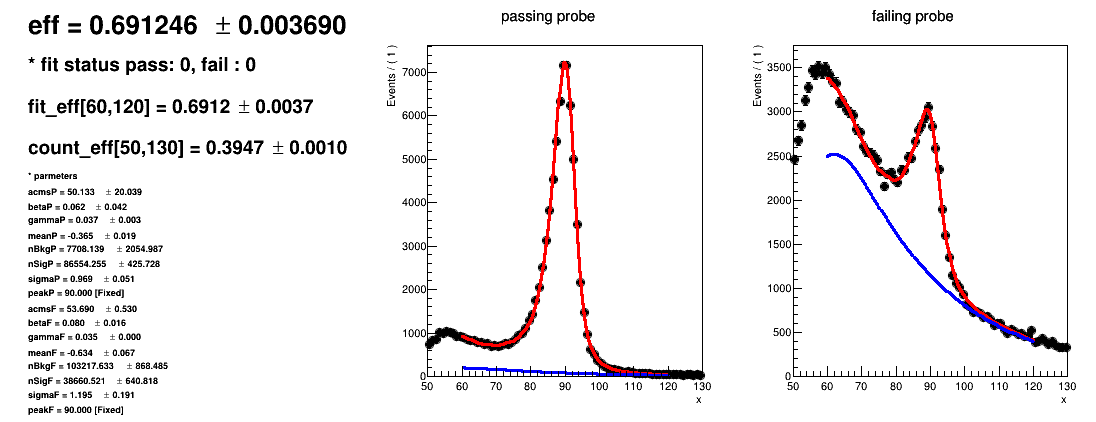 eff = 0.691246 ± 0.003690
* fit status pass: 0, fail : 0
fit_eff[60,120] = 0.6912 ± 0.0037
count_eff[50,130] = 0.3947 ± 0.0010
* parmeters
acmsP = 50.133 ± 20.039
betaP = 0.062 ± 0.042
gammaP = 0.037 ± 0.003
meanP = -0.365 ± 0.019
nBkgP = 7708.139 ± 2054.987
nSigP = 86554.255 ± 425.728
sigmaP = 0.969 ± 0.051
peakP = 90.000 [Fixed]
acmsF = 53.690 ± 0.530
betaF = 0.080 ± 0.016
gammaF = 0.035 ± 0.000
meanF = -0.634 ± 0.067
nBkgF = 103217.633 ± 868.485
nSigF = 38660.521 ± 640.818
sigmaF = 1.195 ± 0.191
peakF = 90.000 [Fixed]
passing probe
Events / ( 1 )
7000
6000
5000
4000
3000
2000
1000
0
50 60 70 80 90 100 110 120 130
x
failing probe
Events / ( 1 )
3500
3000
2500
2000
1500
1000
500
0
50 60 70 80 90 100 110 120 130
x